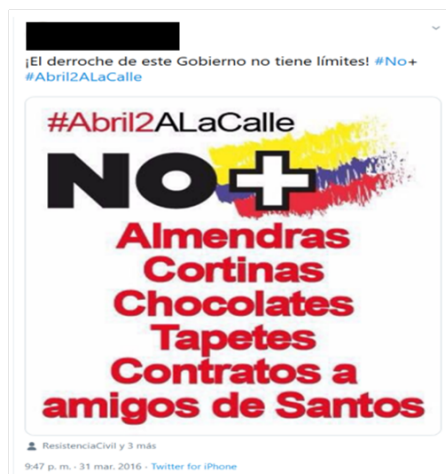 ¡El derroche de este Gobierno no tiene límites! #No+
#Abril2ALaCalle
#Abril2ALaCalle
NO+
Almendras
Cortinas
Chocolates
Tapetes
Contratos a
amigos de Santos
ResistenciaCivil y 3 más
9:47 p. m. · 31 mar. 2016 · Twitter for iPhone